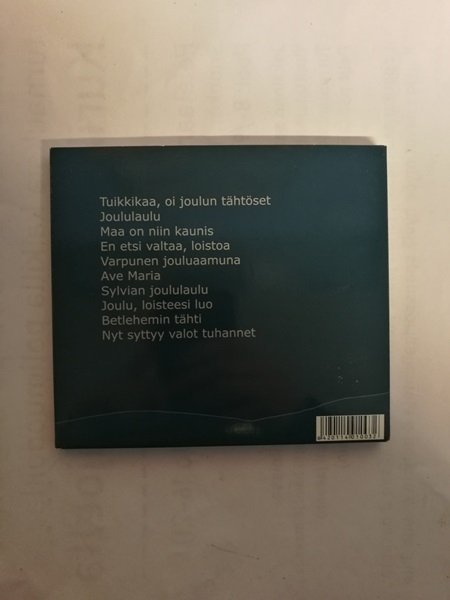 Tuikkikaa, oi joulun tähtöset
Joululaulu
Maa on niin kaunis
En etsi valtaa, loistoa
Varpunen jouluaamuna
Ave Maria
Sylvian joululaulu
Joulu, loisteesi luo
Betlehemin tähti
Nyt syttyy valot tuhannet